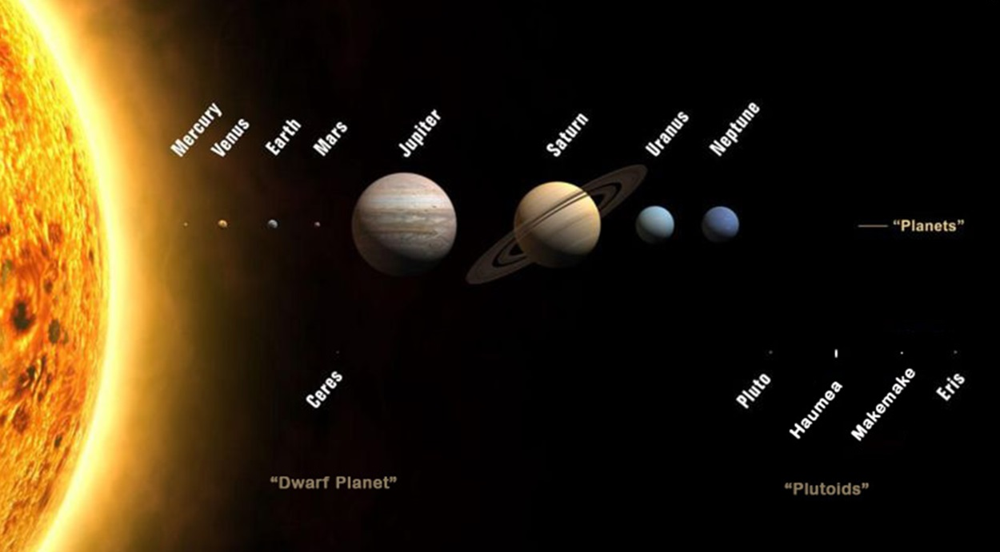 Mercury
Venus
Earth
Mars
Jupiter
Saturn
Uranus
Neptune
“Planets”
Ceres
Pluto
Haumea
Makemake
Eris
“Dwarf Planet”
“Plutoids”